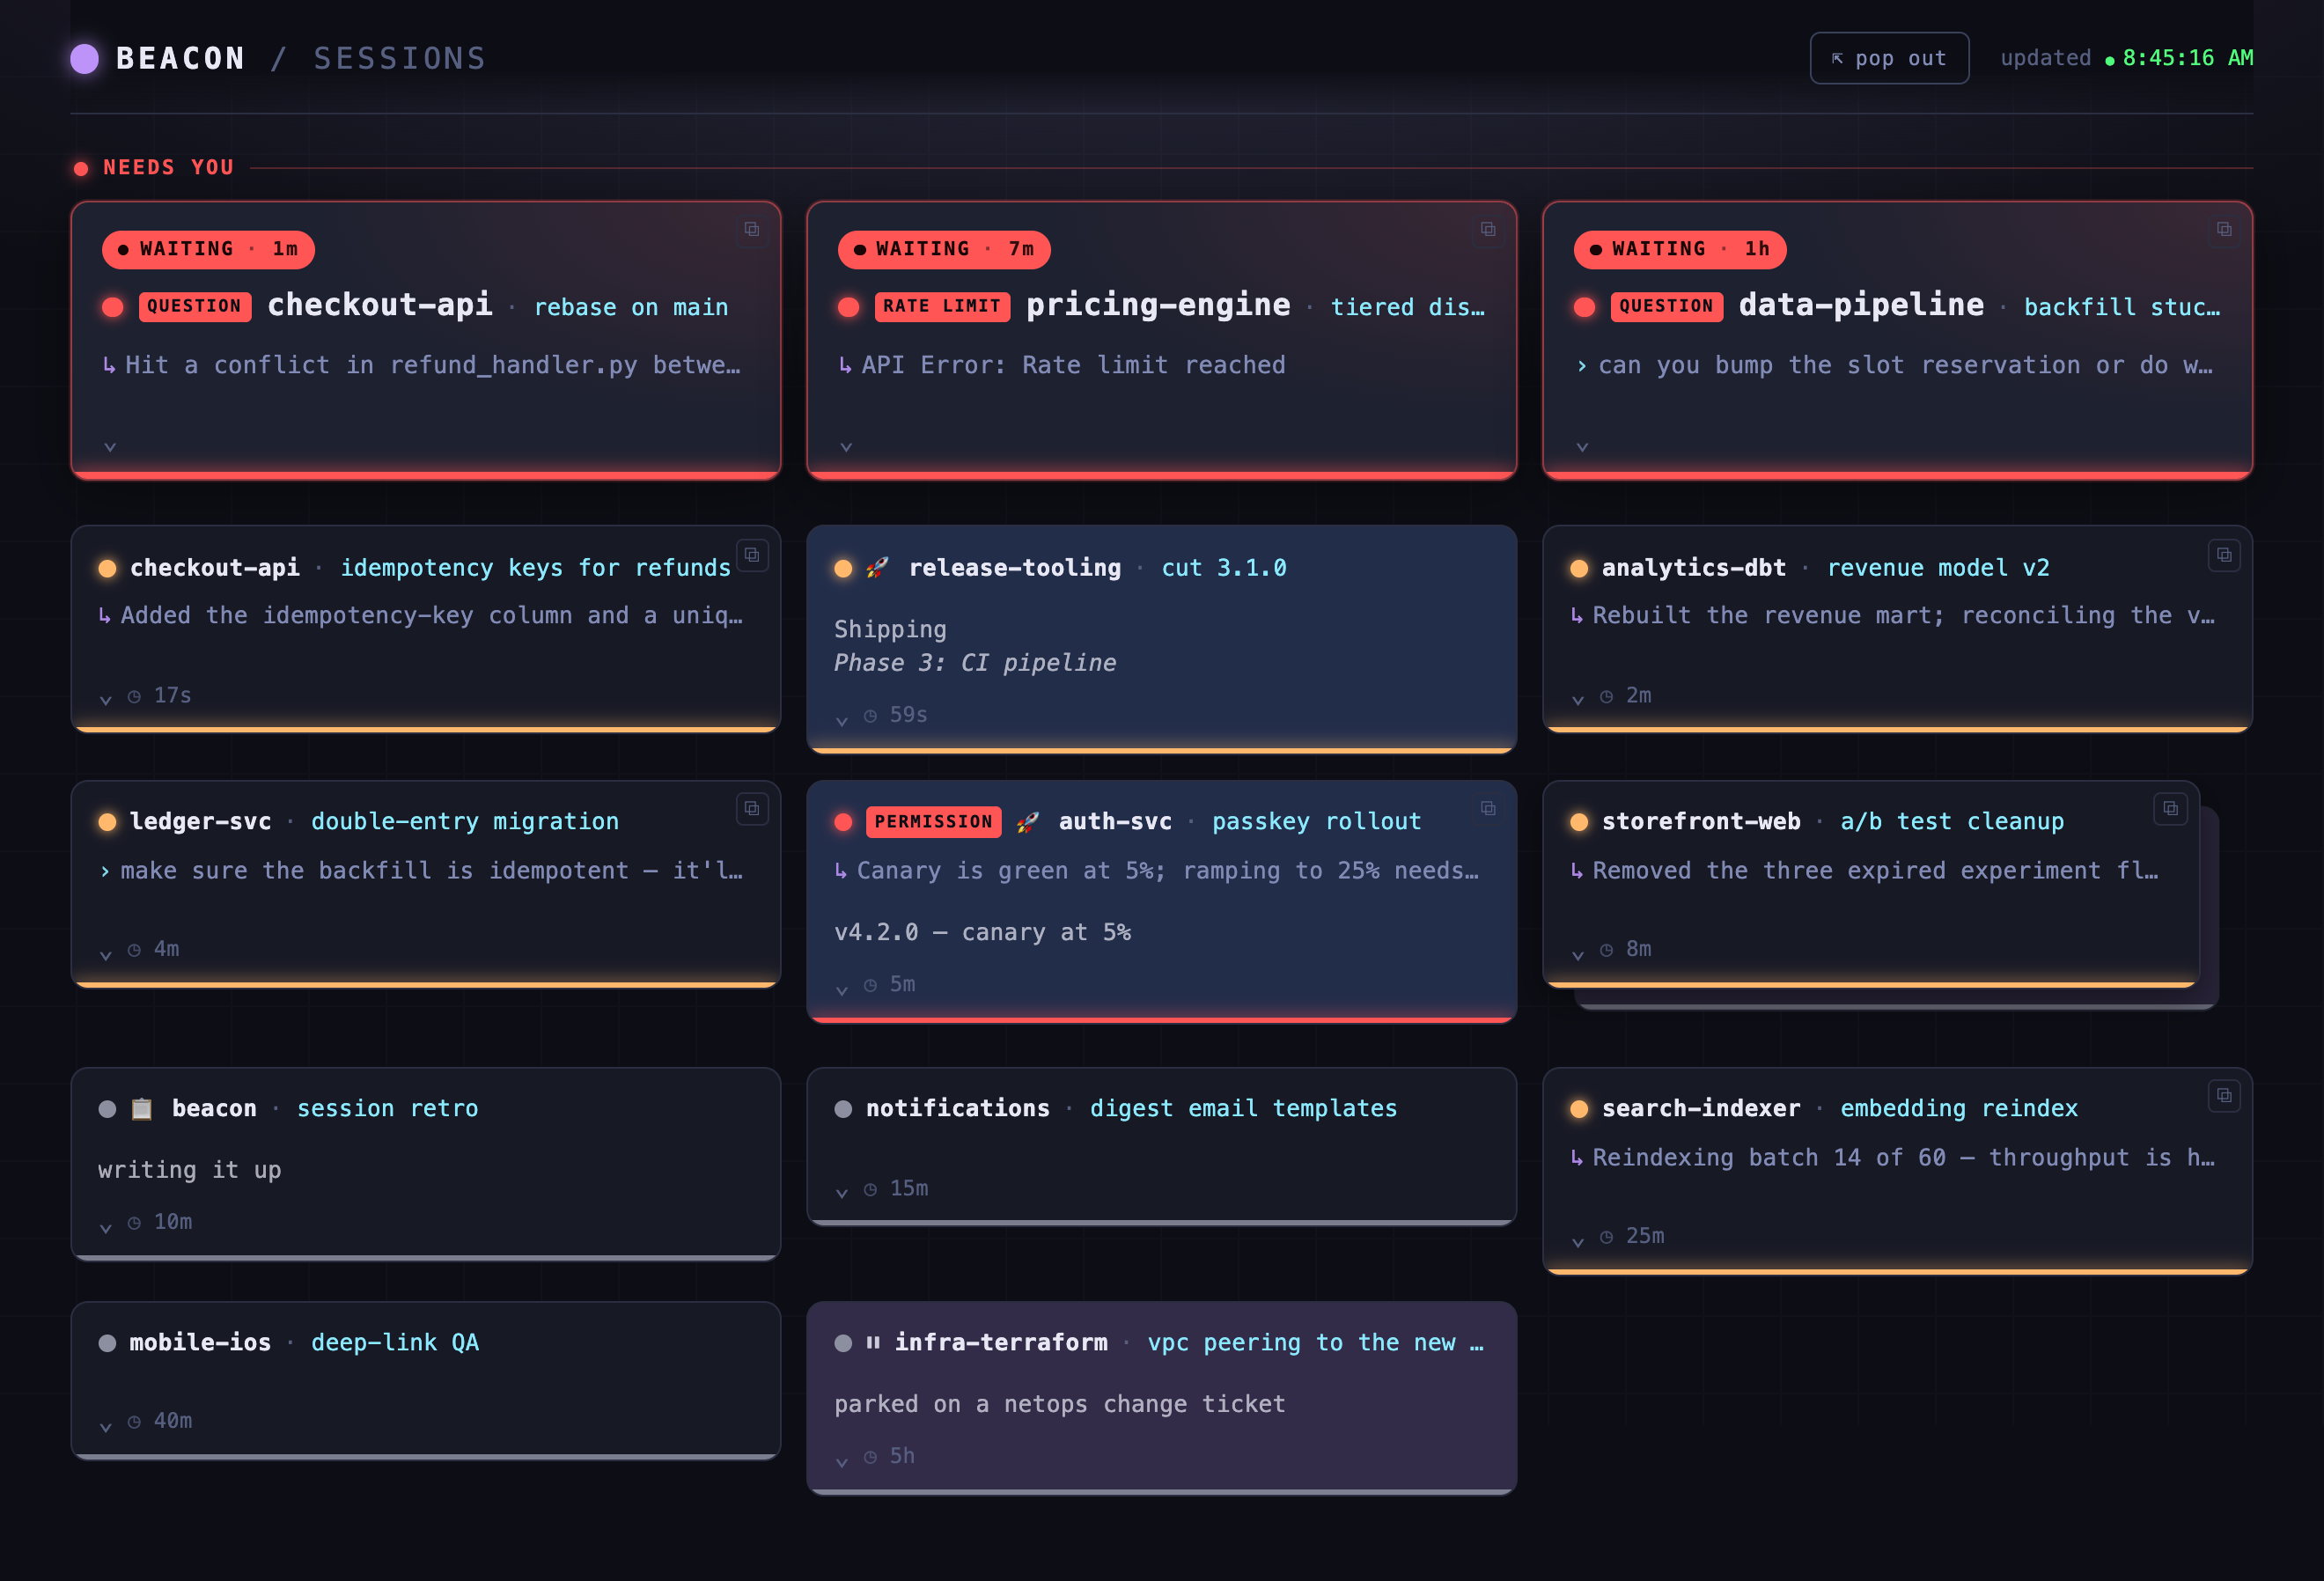 BEACON / SESSIONS
pop out
updated 8:45:16 AM
NEEDS YOU
WAITING · 1m
QUESTION checkout-api · rebase on main
Hit a conflict in refund_handler.py betwe…
WAITING · 7m
RATE LIMIT pricing-engine · tiered dis…
API Error: Rate limit reached
WAITING · 1h
QUESTION data-pipeline · backfill stuc…
› can you bump the slot reservation or do w…
checkout-api · idempotency keys for refunds
Added the idempotency-key column and a uniq…
17s
release-tooling · cut 3.1.0
Shipping
Phase 3: CI pipeline
59s
analytics-dbt · revenue model v2
Rebuilt the revenue mart; reconciling the v…
2m
ledger-svc · double-entry migration
› make sure the backfill is idempotent — it'l…
4m
PERMISSION auth-svc · passkey rollout
Canary is green at 5%; ramping to 25% needs…
v4.2.0 — canary at 5%
5m
storefront-web · a/b test cleanup
Removed the three expired experiment fl…
8m
beacon · session retro
writing it up
10m
notifications · digest email templates
15m
search-indexer · embedding reindex
Reindexing batch 14 of 60 — throughput is h…
25m
mobile-ios · deep-link QA
40m
infra-terraform · vpc peering to the new …
parked on a netops change ticket
5h